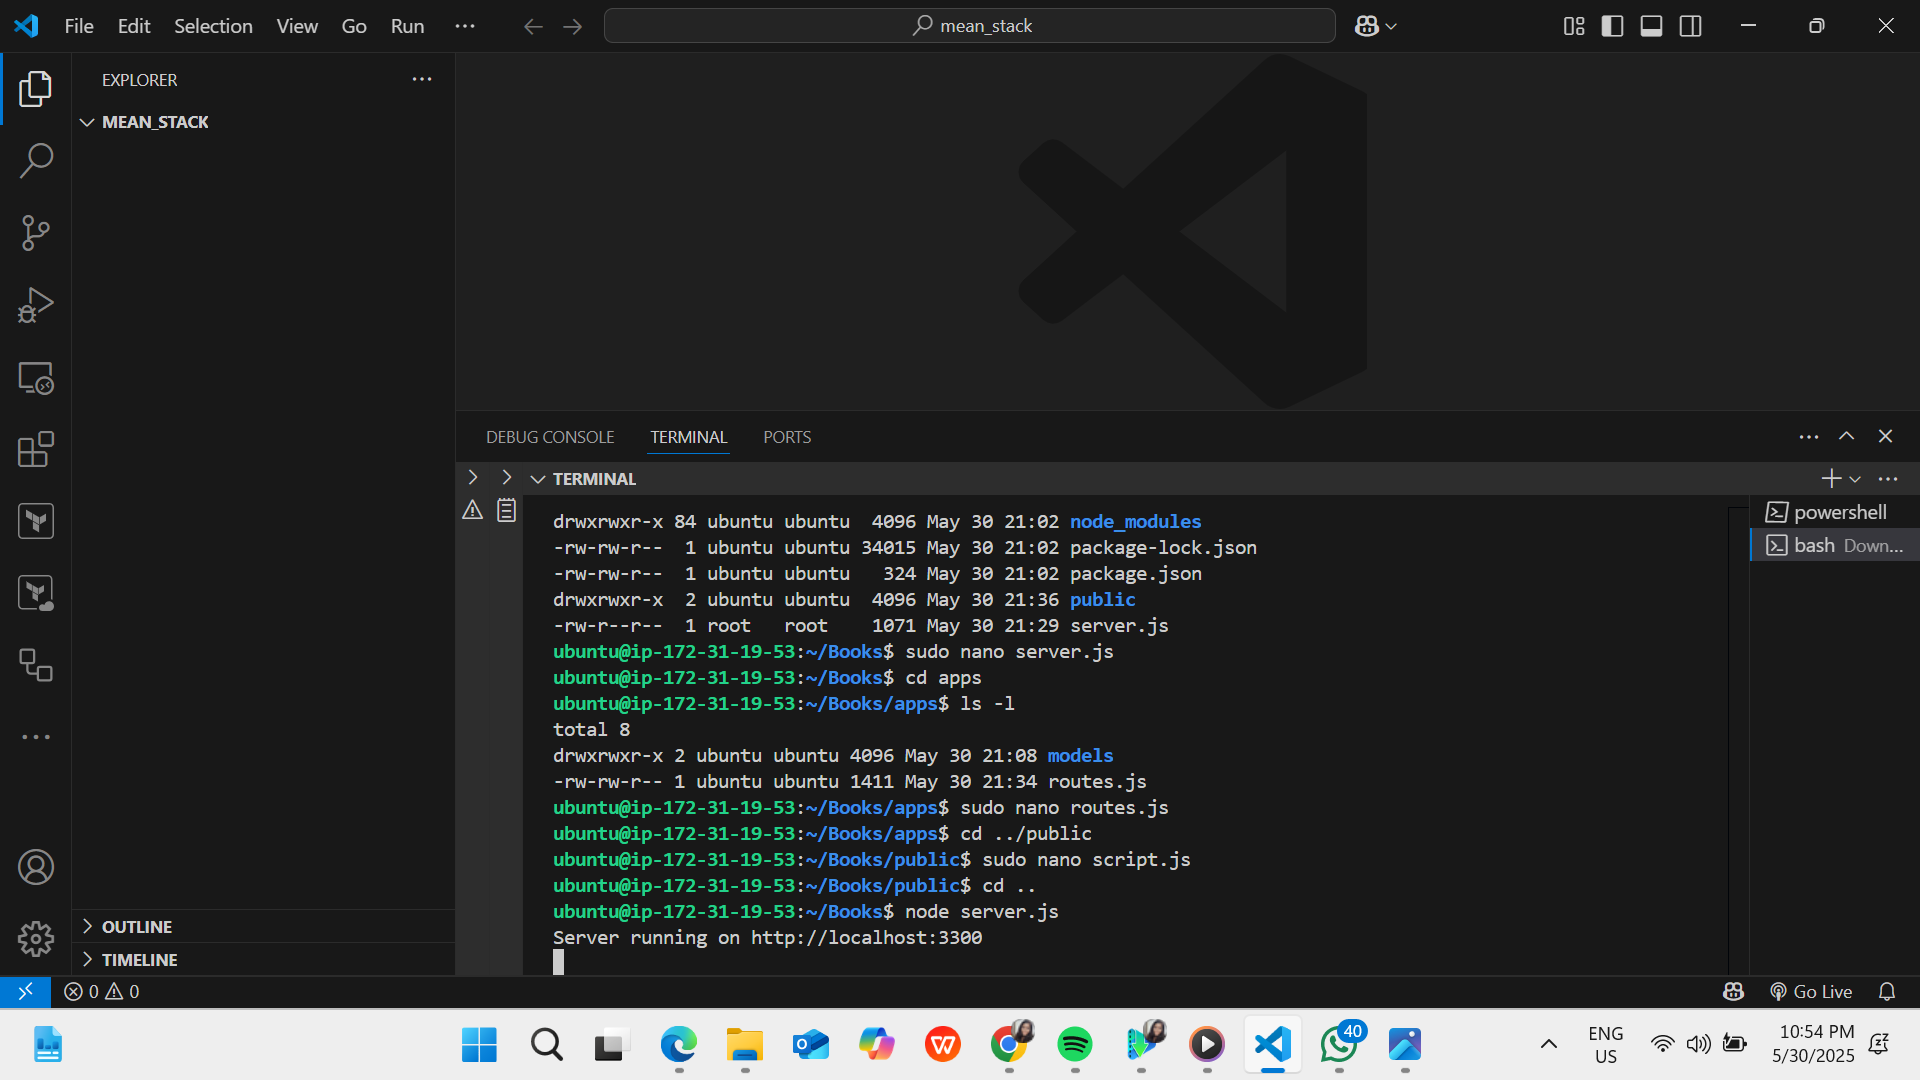 File Edit Selection View Go Run ···
mean_stack
EXPLORER
MEAN_STACK
DEBUG CONSOLE TERMINAL PORTS
TERMINAL
powershell
bash Down...
drwxrwxr-x 84 ubuntu ubuntu  4096 May 30 21:02 node_modules
-rw-rw-r--  1 ubuntu ubuntu 34015 May 30 21:02 package-lock.json
-rw-rw-r--  1 ubuntu ubuntu   324 May 30 21:02 package.json
drwxrwxr-x  2 ubuntu ubuntu  4096 May 30 21:36 public
-rw-r--r--  1 root   root    1071 May 30 21:29 server.js
ubuntu@ip-172-31-19-53:~/Books$ sudo nano server.js
ubuntu@ip-172-31-19-53:~/Books$ cd apps
ubuntu@ip-172-31-19-53:~/Books/apps$ ls -l
total 8
drwxrwxr-x 2 ubuntu ubuntu 4096 May 30 21:08 models
-rw-rw-r-- 1 ubuntu ubuntu 1411 May 30 21:34 routes.js
ubuntu@ip-172-31-19-53:~/Books/apps$ sudo nano routes.js
ubuntu@ip-172-31-19-53:~/Books/apps$ cd ../public
ubuntu@ip-172-31-19-53:~/Books/public$ sudo nano script.js
ubuntu@ip-172-31-19-53:~/Books/public$ cd ..
ubuntu@ip-172-31-19-53:~/Books$ node server.js
Server running on http://localhost:3300
OUTLINE
TIMELINE
0 0
Go Live
40
ENG
US
10:54 PM
5/30/2025